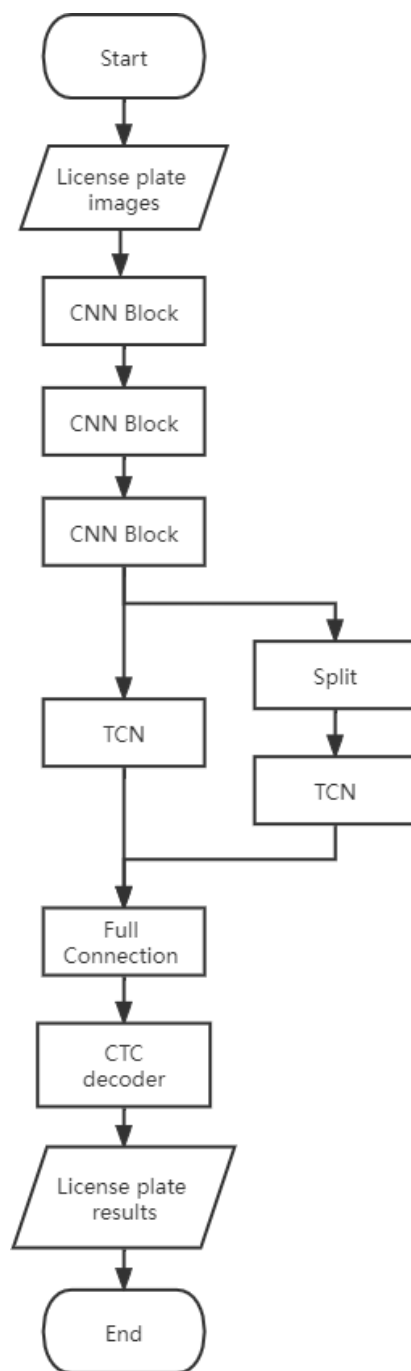 Start
License plate
images
CNN Block
CNN Block
CNN Block
Split
TCN
TCN
Full
Connection
CTC
decoder
License plate
results
End